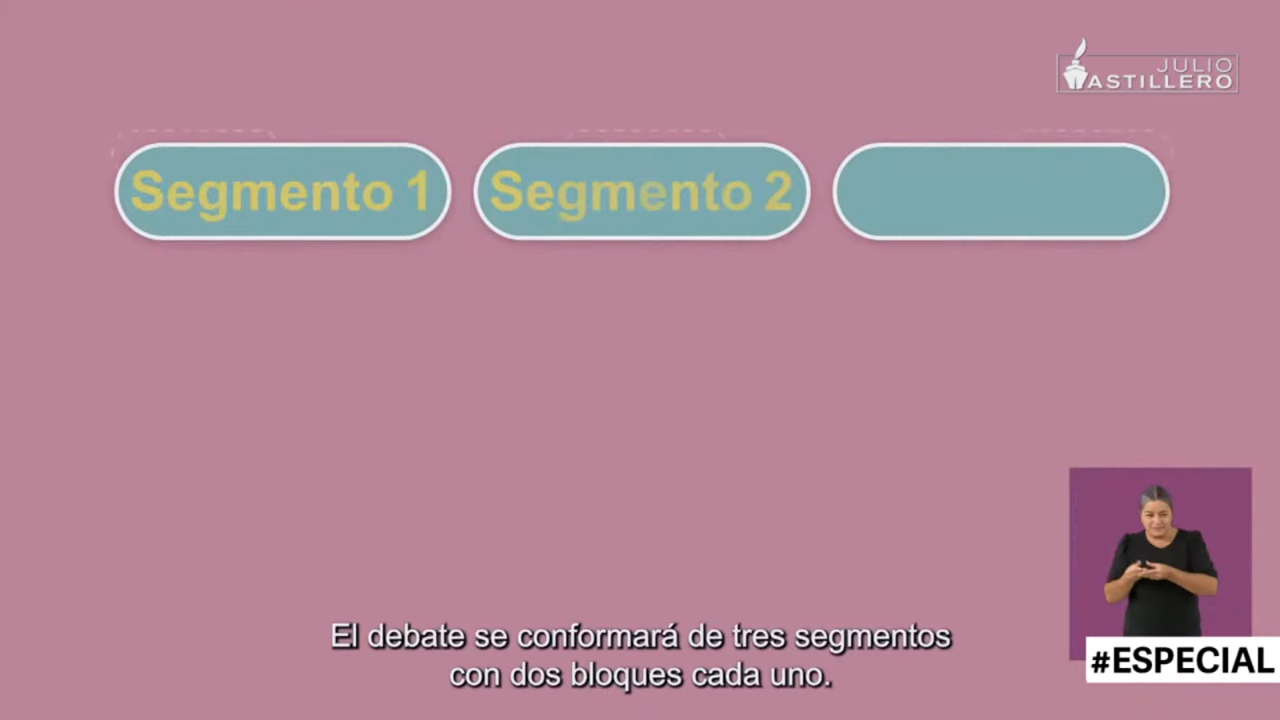 JULIO
ASTILLERO
Segmento 1
Segmento 2
El debate se conformará de tres segmentos
con dos bloques cada uno.
#ESPECIAL